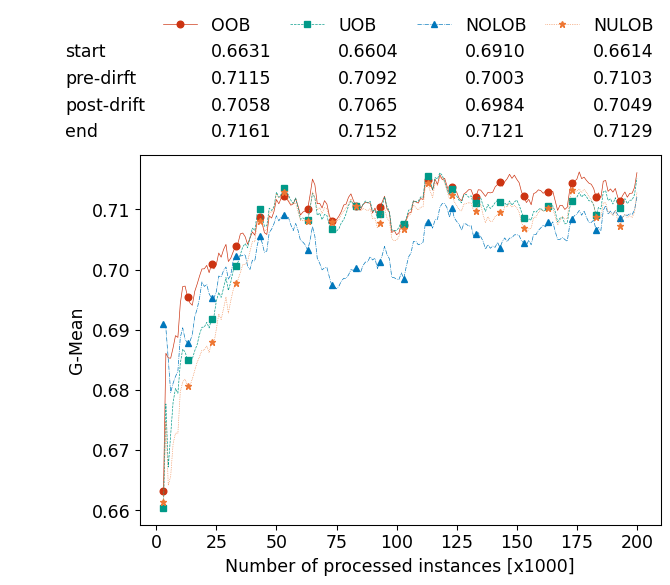 OOB UOB NOLOB NULOB
start 0.6631 0.6604 0.6910 0.6614
pre-dirft 0.7115 0.7092 0.7003 0.7103
post-drift 0.7058 0.7065 0.6984 0.7049
end 0.7161 0.7152 0.7121 0.7129
G-Mean
0.71
0.70
0.69
0.68
0.67
0.66
0 25 50 75 100 125 150 175 200
Number of processed instances [x1000]